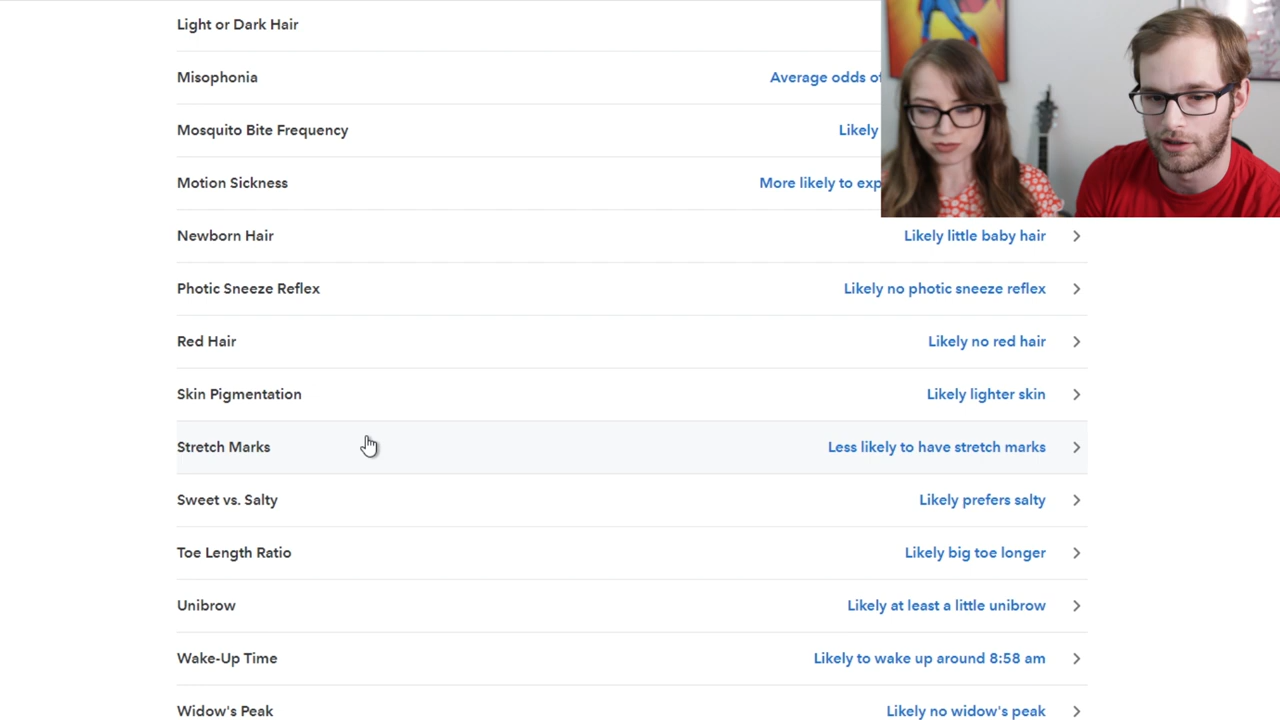 Light or Dark Hair
Misophonia Average odds of
Mosquito Bite Frequency Likely
Motion Sickness More likely to exp
Newborn Hair Likely little baby hair
Photic Sneeze Reflex Likely no photic sneeze reflex
Red Hair Likely no red hair
Skin Pigmentation Likely lighter skin
Stretch Marks Less likely to have stretch marks
Sweet vs. Salty Likely prefers salty
Toe Length Ratio Likely big toe longer
Unibrow Likely at least a little unibrow
Wake-Up Time Likely to wake up around 8:58 am
Widow's Peak Likely no widow's peak